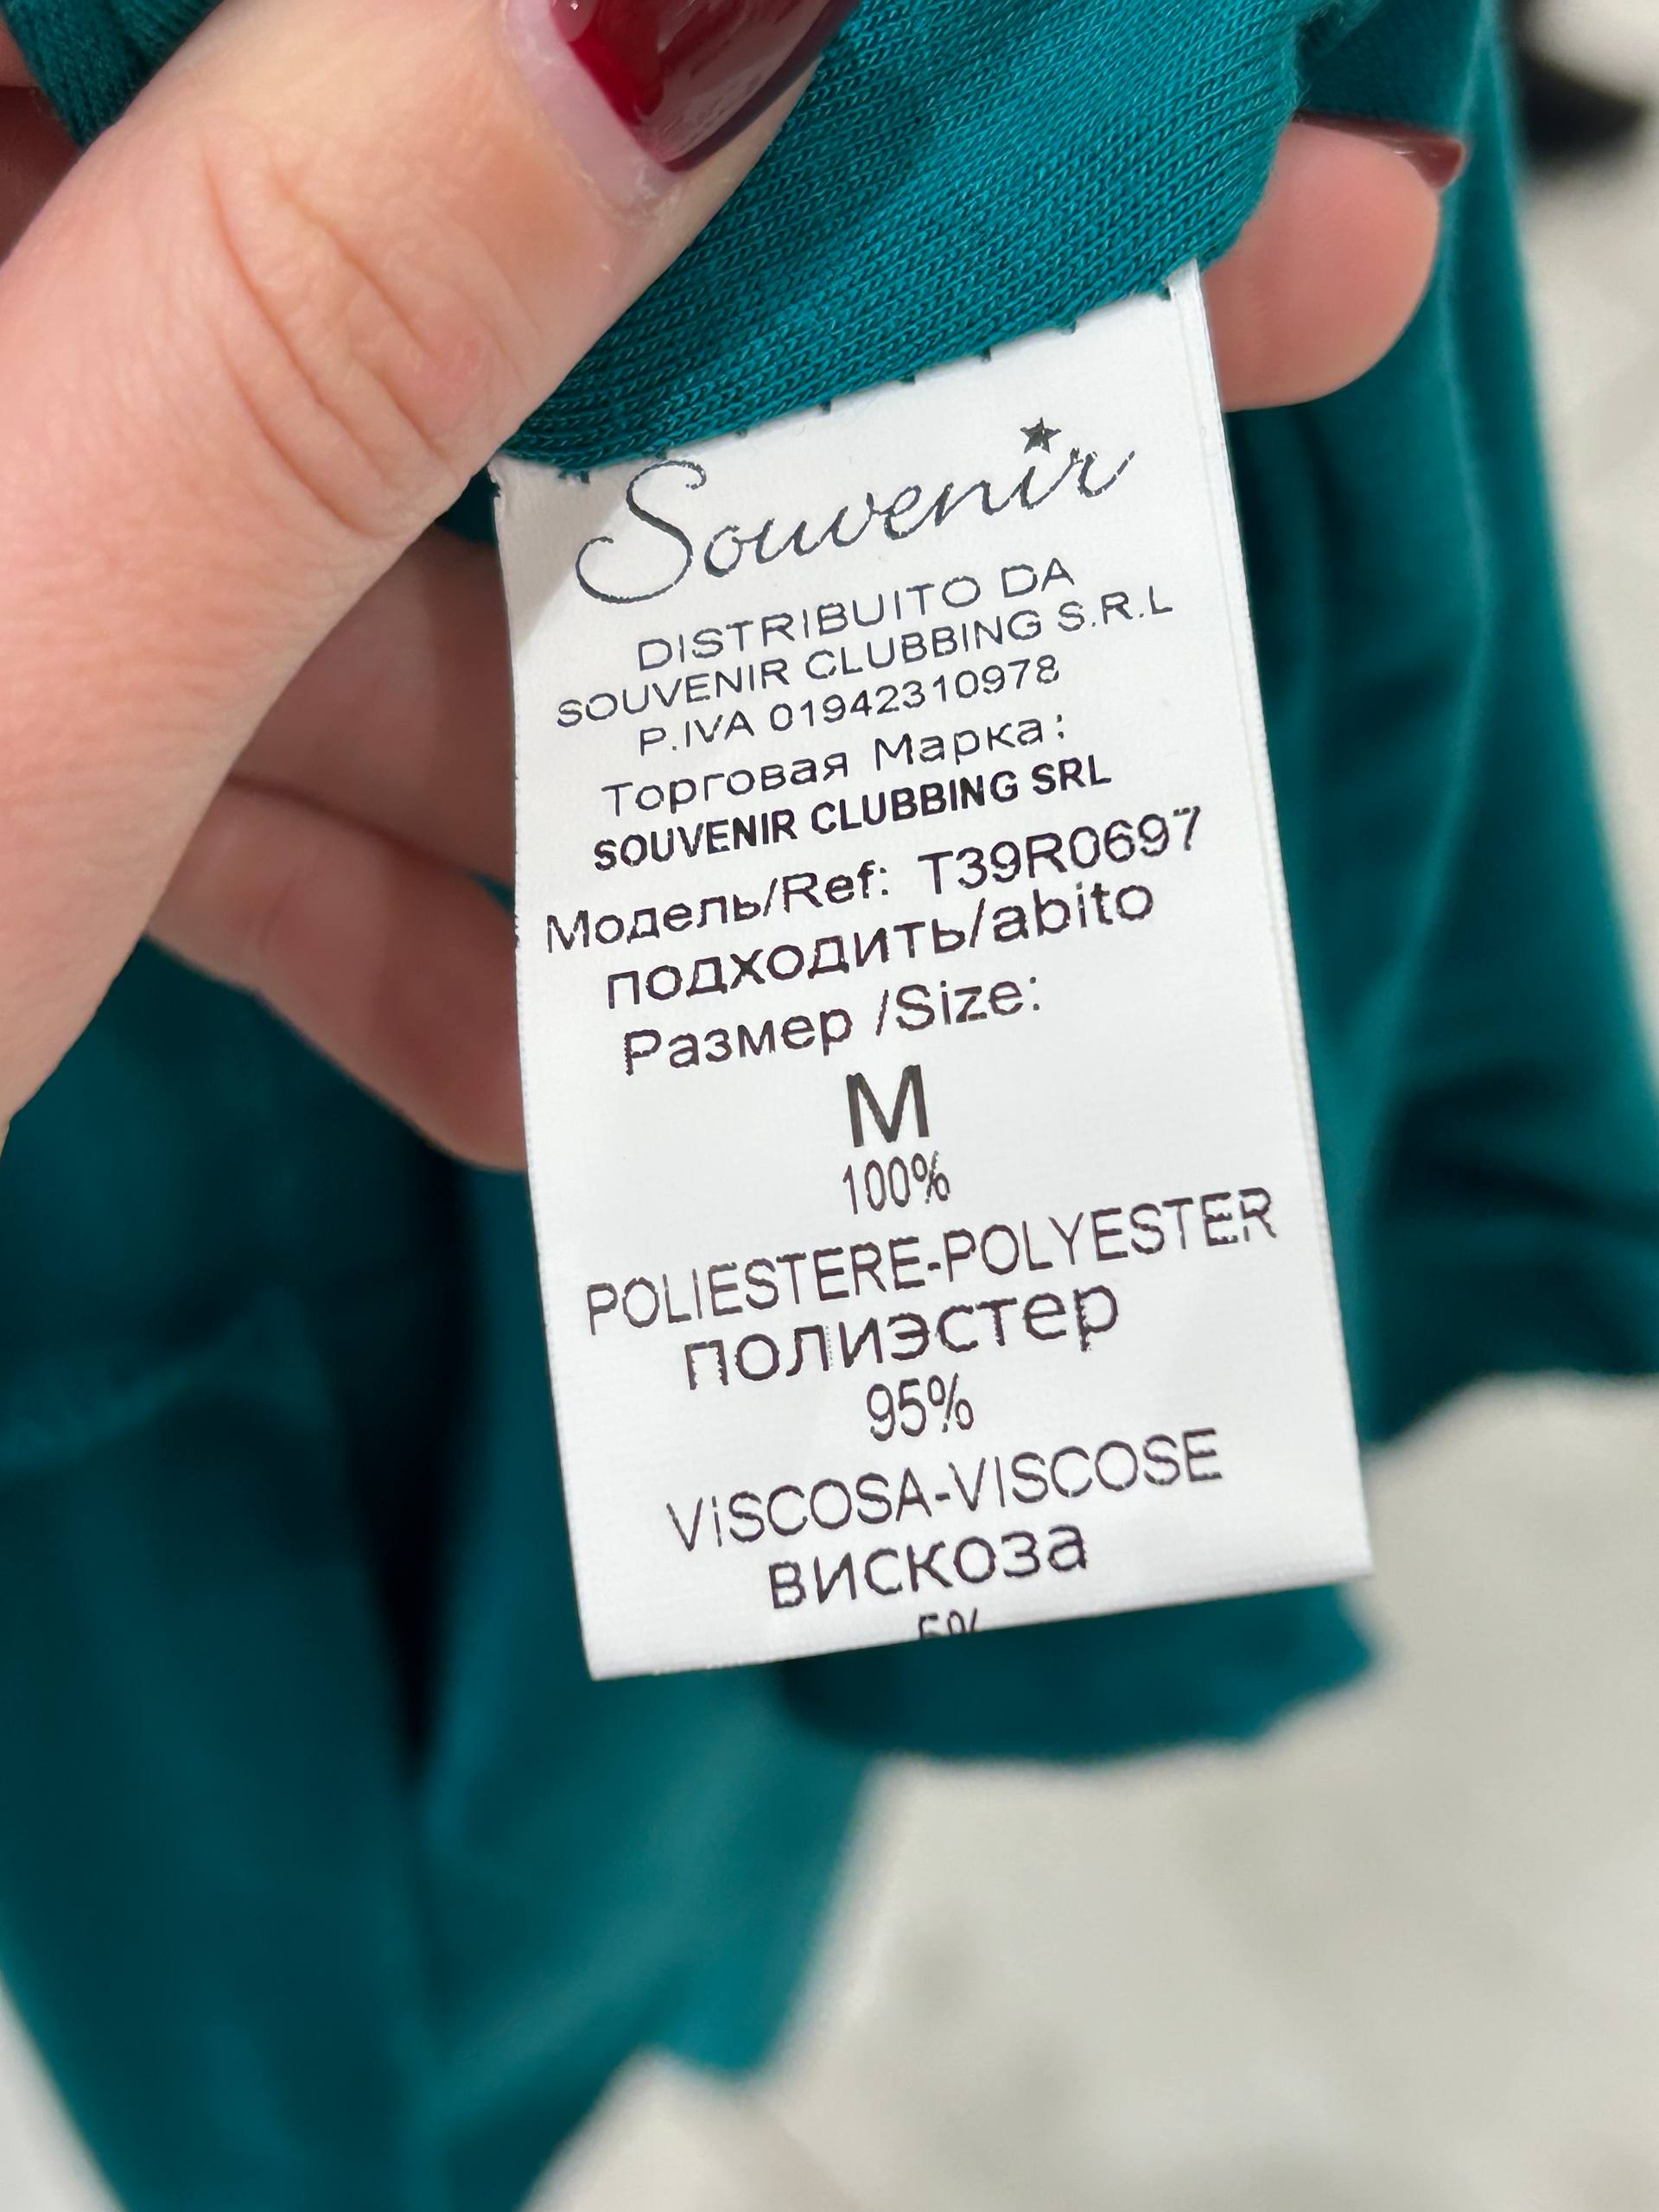 Souvenir
DISTRIBUITO DA
SOUVENIR CLUBBING S.R.L
P.IVA 01942310978
Торговая Марка:
SOUVENIR CLUBBING SRL
Модель/Ref: T39R0697
подходить/abito
Размер /Size:
M
100%
POLIESTERE-POLYESTER
полиэстер
95%
ViSCOSA-VISCOSE
вискоза